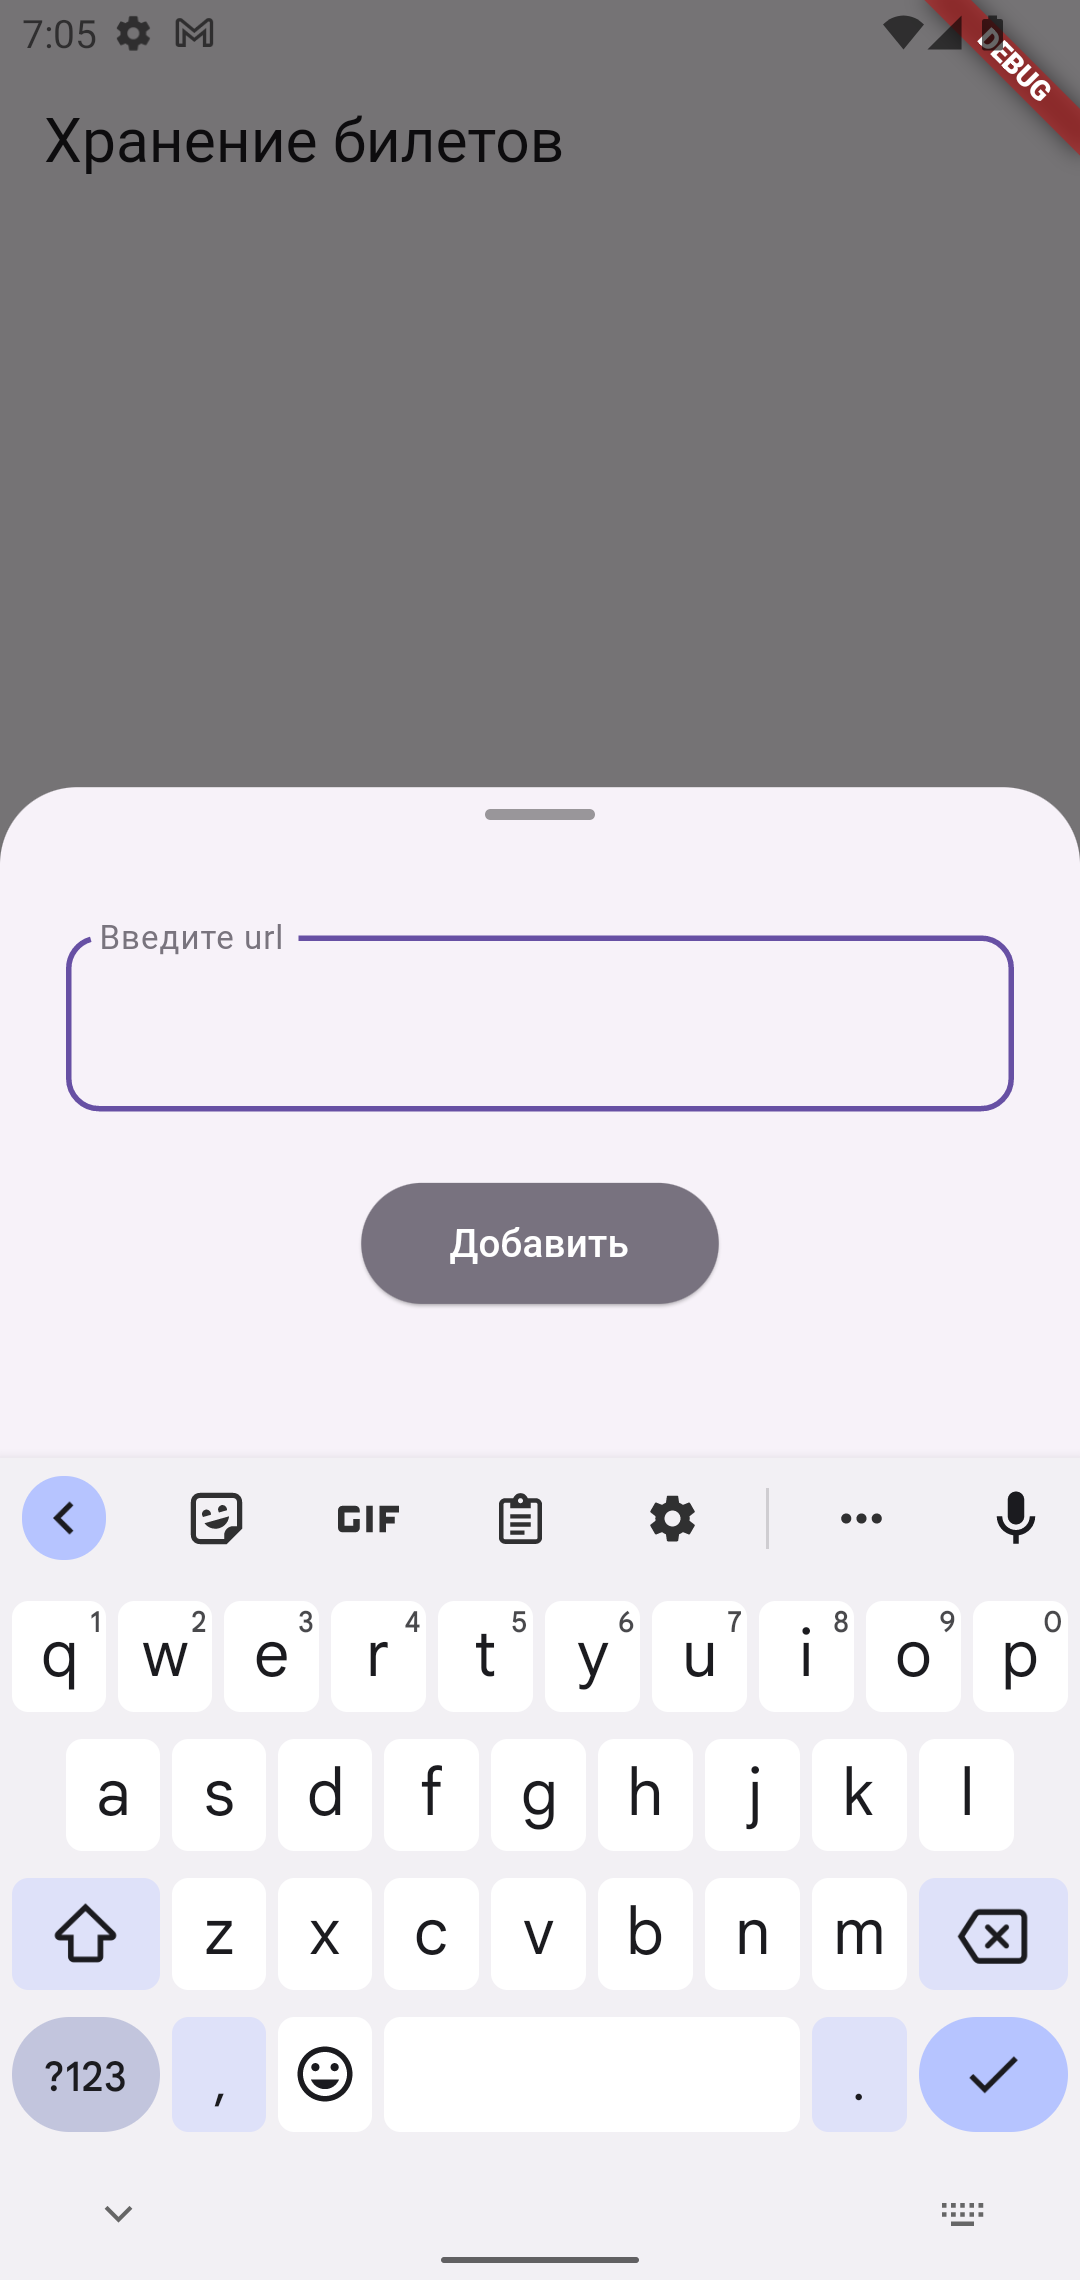 7:05
DEBUG
Хранение билетов
Введите url
Добавить
GIF
q 1 w 2 e 3 r 4 t 5 y 6 u 7 i 8 o 9 p 0
a s d f g h j k l
z x c v b n m
?123 , .